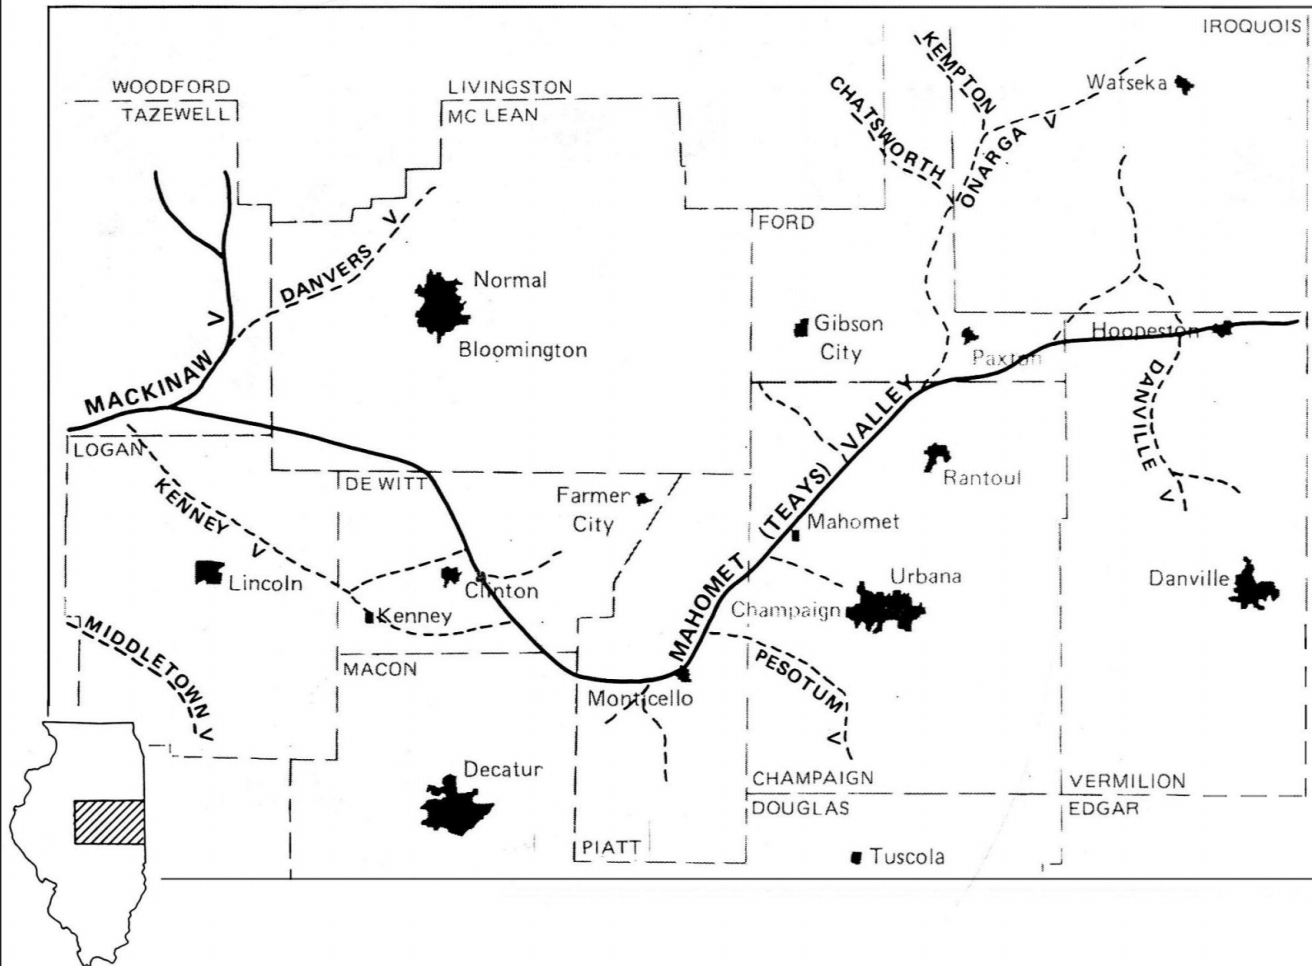 IROQUOIS
KEMPTON
Watseka
WOODFORD
LIVINGSTON
CHATSWORTH
TAZEWELL
MC LEAN
ONARGA V
FORD
DANVERS V
Normal
V
Gibson
City
Hoopeston
Bloomington
Paxton
MACKINAW
DANVILLE V
LOGAN
MAHOMET (TEAYS) VALLEY
DE WITT
Rantoul
KENNEY V
Farmer
City
Mahomet
Lincoln
Clinton
Urbana
Danville
Champaign
Kenney
MIDDLETOWN V
MACON
PESOTUM V
Monticello
Decatur
CHAMPAIGN
VERMILION
DOUGLAS
EDGAR
PIATT
Tuscola